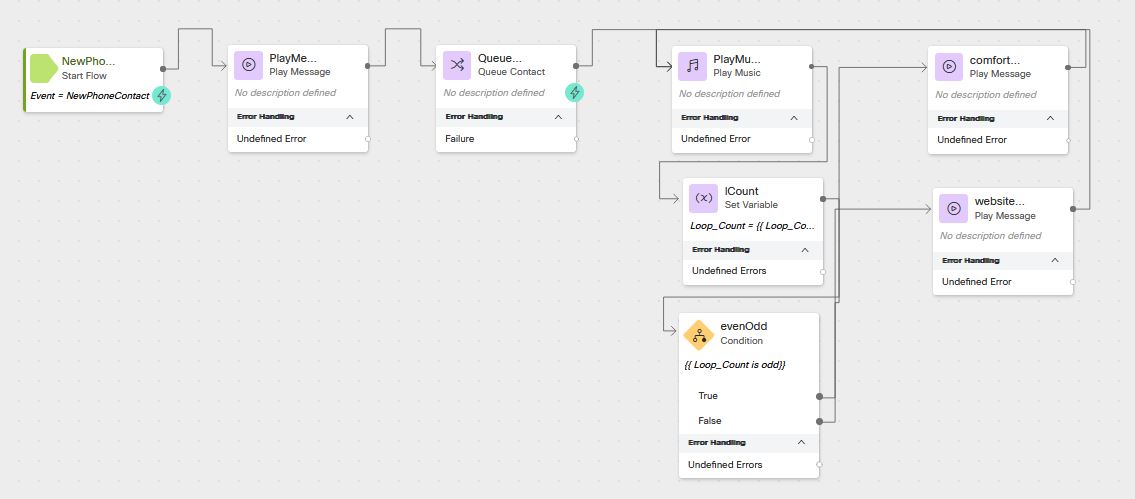 NewPho...
Start Flow
Event = NewPhoneContact
PlayMe...
Play Message
No description defined
Error Handling
Undefined Error
Queue...
Queue Contact
No description defined
Error Handling
Failure
PlayMu...
Play Music
No description defined
Error Handling
Undefined Error
comfort...
Play Message
No description defined
Error Handling
Undefined Error
lCount
Set Variable
Loop_Count = {{ Loop_Co...
Error Handling
Undefined Errors
website...
Play Message
No description defined
Error Handling
Undefined Error
evenOdd
Condition
{{ Loop_Count is odd}}
True
False
Error Handling
Undefined Errors